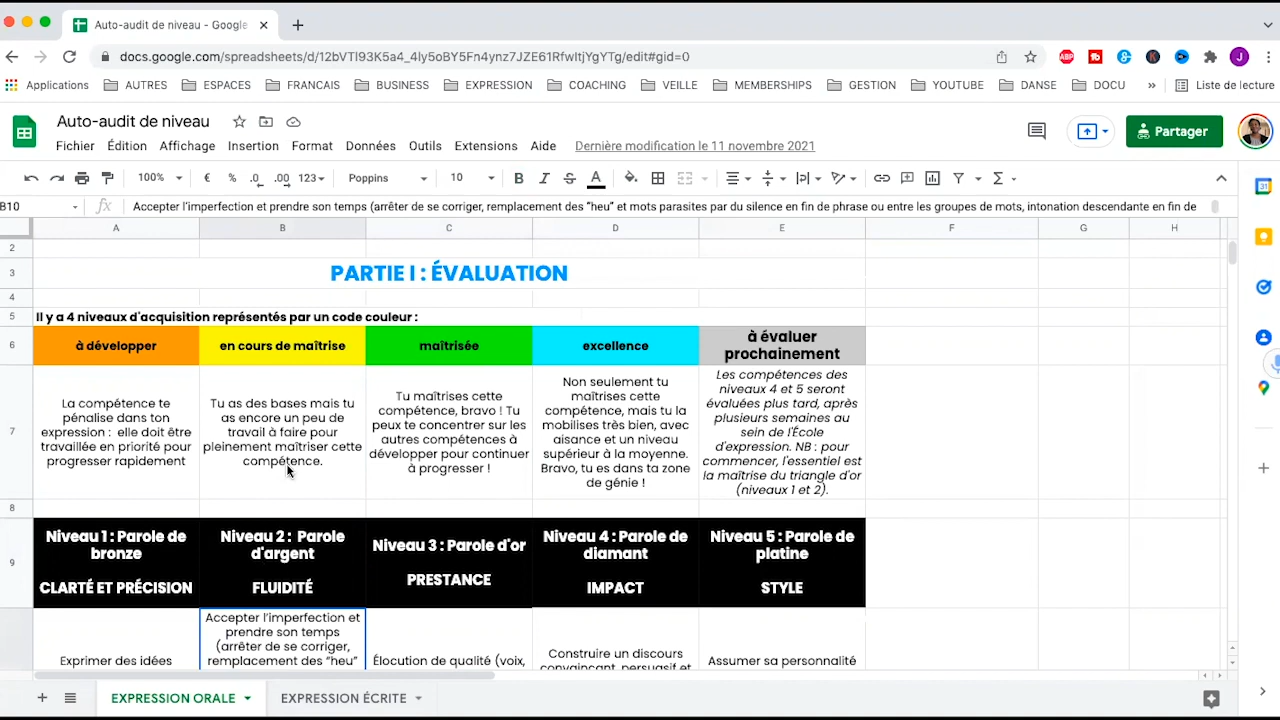 Auto-audit de niveau - Google
docs.google.com/spreadsheets/d/12bVTl93K5a4_4ly5oBY5Fn4ynz7JZE61RfwltjYgYTg/edit#gid=0
Applications AUTRES ESPACES FRANCAIS BUSINESS EXPRESSION COACHING VEILLE MEMBERSHIPS GESTION YOUTUBE DANSE DOCU » Liste de lecture
Auto-audit de niveau
Fichier Édition Affichage Insertion Format Données Outils Extensions Aide Dernière modification le 11 novembre 2021
Partager
100% € % .0 .00 123 Poppins 10 B I S A
B10 fx Accepter l'imperfection et prendre son temps (arrêter de se corriger, remplacement des "heu" et mots parasites par du silence en fin de phrase ou entre les groupes de mots, intonation descendante en fin de
A B C D E F G H
2
3 PARTIE I : ÉVALUATION
4
5 Il y a 4 niveaux d'acquisition représentés par un code couleur :
6 à développer
en cours de maîtrise
maîtrisée
excellence
à évaluer
prochainement
7
La compétence te
pénalise dans ton
expression : elle doit être
travaillée en priorité pour
progresser rapidement
Tu as des bases mais tu
as encore un peu de
travail à faire pour
pleinement maîtriser cette
compétence.
Tu maîtrises cette
compétence, bravo ! Tu
peux te concentrer sur les
autres compétences à
développer pour continuer
à progresser !
Non seulement tu
maîtrises cette
compétence, mais tu la
mobilises très bien, avec
aisance et un niveau
supérieur à la moyenne.
Bravo, tu es dans ta zone
de génie !
Les compétences des
niveaux 4 et 5 seront
évaluées plus tard, après
plusieurs semaines au
sein de l'École
d'expression. NB : pour
commencer, l'essentiel est
la maîtrise du triangle d'or
(niveaux 1 et 2).
8
9
Niveau 1 : Parole de
bronze
CLARTÉ ET PRÉCISION
Niveau 2 : Parole
d'argent
FLUIDITÉ
Niveau 3 : Parole d'or
PRESTANCE
Niveau 4 : Parole de
diamant
IMPACT
Niveau 5 : Parole de
platine
STYLE
Exprimer des idées
Accepter l'imperfection et
prendre son temps
(arrêter de se corriger,
remplacement des "heu"
Élocution de qualité (voix,
Construire un discours
convaincant, persuasif et
Assumer sa personnalité
EXPRESSION ORALE EXPRESSION ÉCRITE